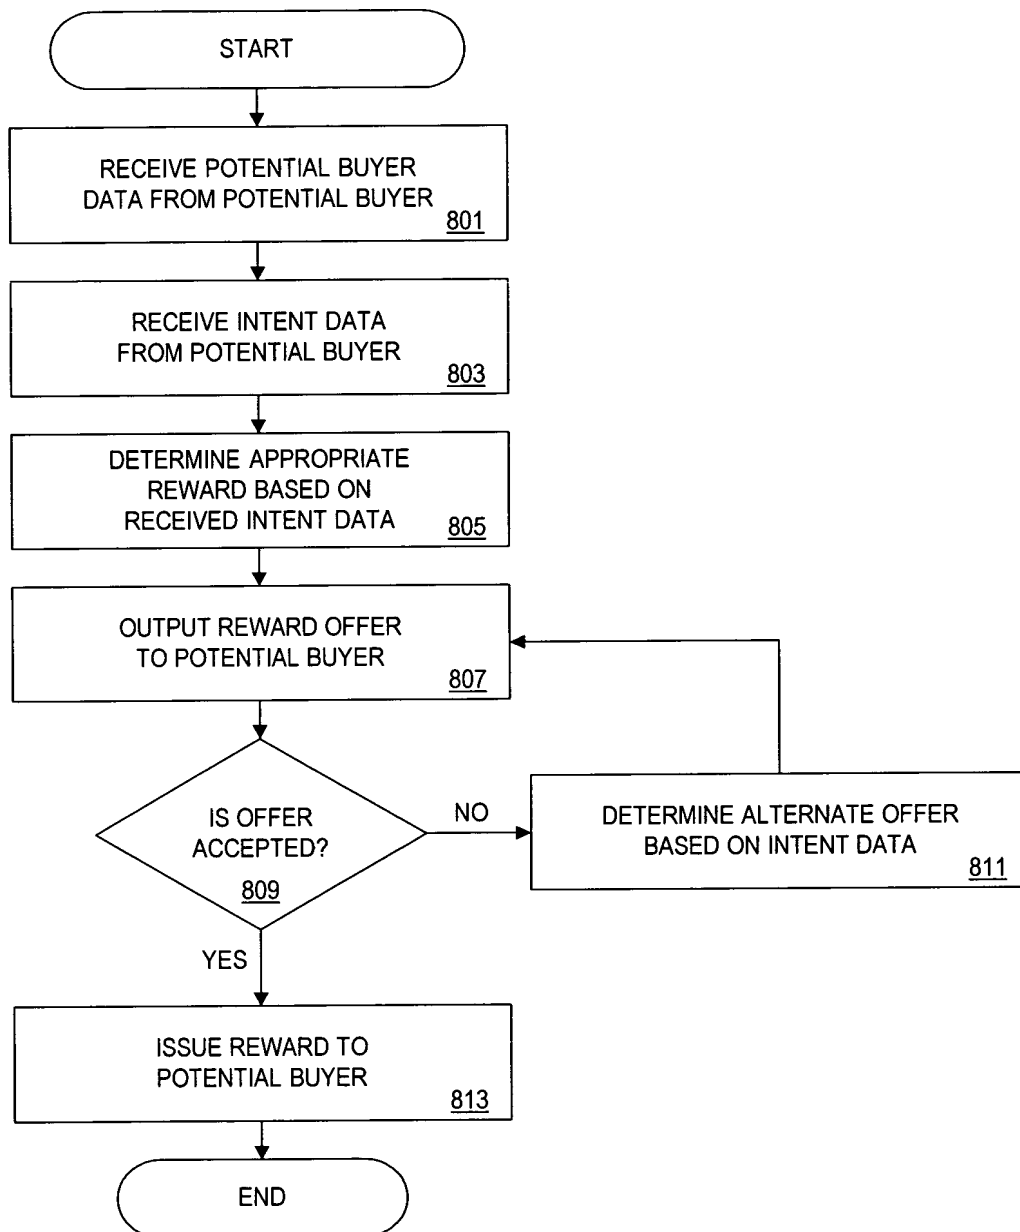 START
RECEIVE POTENTIAL BUYER
DATA FROM POTENTIAL BUYER
801
RECEIVE INTENT DATA
FROM POTENTIAL BUYER
803
DETERMINE APPROPRIATE
REWARD BASED ON
RECEIVED INTENT DATA
805
OUTPUT REWARD OFFER
TO POTENTIAL BUYER
807
IS OFFER
ACCEPTED?
809
NO
DETERMINE ALTERNATE OFFER
BASED ON INTENT DATA
811
YES
ISSUE REWARD TO
POTENTIAL BUYER
813
END